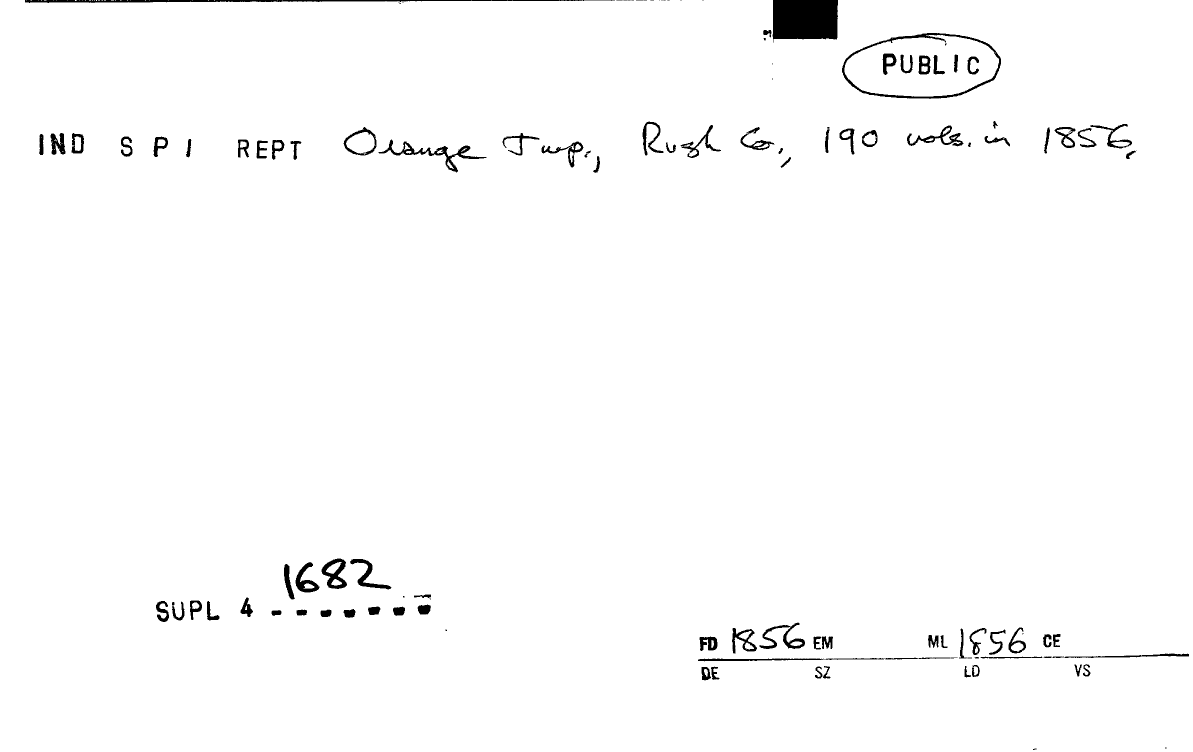 PUBLIC
IND S P I REPT Orange Twp., Rush Co., 190 vols. in 1856,
1682
SUPL 4 -------
FD 1856 EM ML 1856 CE
DE SZ LD VS